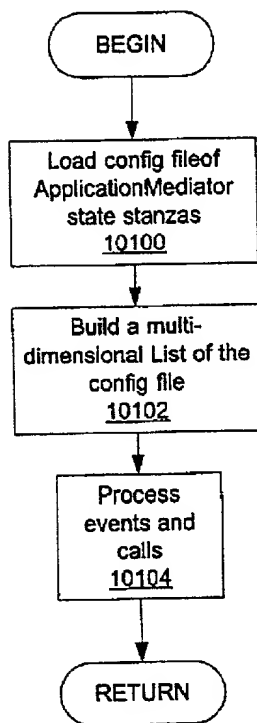 BEGIN
Load config fileof
ApplicationMediator
state stanzas
10100
Build a multi-
dimensional List of the
config file
10102
Process
events and
calls
10104
RETURN